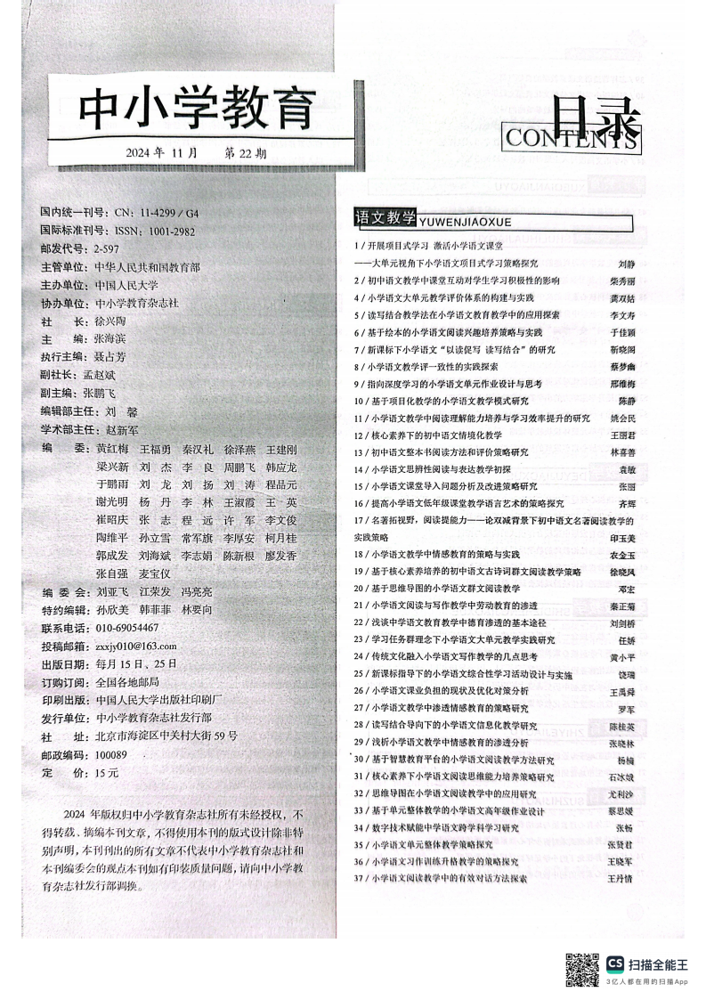 中小学教育
2024 年 11 月 第 22 期
国内统一刊号：CN：11-4299 / G4
国际标准刊号：ISSN：1001-2982
邮发代号：2-597
主管单位：中华人民共和国教育部
主办单位：中国人民大学
协办单位：中小学教育杂志社
社 长：徐兴陶
主 编：张海滨
执行主编：聂占芳
副社长：孟赵斌
副主编：张鹏飞
编辑部主任：刘 馨
学术部主任：赵新军
编 委：黄红梅 王福勇 秦汉礼 徐泽燕 王建刚
梁兴新 刘 杰 李 良 周鹏飞 韩应龙
于鹏雨 刘 龙 刘 扬 刘 涛 程品元
谢光明 杨 丹 李 林 王淑霞 王 英
崔昭庆 张 志 程 远 许 军 李文俊
陶维平 孙立雪 常军旗 李厚安 柯月桂
郭成发 刘海斌 李志娟 陈新根 廖发香
张自强 麦宝仪
编 委 会：刘亚飞 江荣发 冯亮亮
特约编辑：孙欣美 韩菲菲 林要向
联系电话：010-69054467
投稿邮箱：zxxjy010@163.com
出版日期：每月 15 日、25 日
订购订阅：全国各地邮局
印刷出版：中国人民大学出版社印刷厂
发行单位：中小学教育杂志社发行部
社 址：北京市海淀区中关村大街 59 号
邮政编码：100089
定 价：15 元
2024 年版权归中小学教育杂志社所有未经授权，不
得转载、摘编本刊文章，不得使用本刊的版式设计除非特
别声明，本刊刊出的所有文章不代表中小学教育杂志社和
本刊编委会的观点本刊如有印装质量问题，请向中小学教
育杂志社发行部调换。
目录
CONTENTS
语文教学 YUWENJIAOXUE
1 / 开展项目式学习 激活小学语文课堂
——大单元视角下小学语文项目式学习策略探究 刘静
2 / 初中语文教学中课堂互动对学生学习积极性的影响 柴秀丽
4 / 小学语文大单元教学评价体系的构建与实践 龚双姑
5 / 读写结合教学法在小学语文教育教学中的应用探索 李文寿
6 / 基于绘本的小学语文阅读兴趣培养策略与实践 于佳颖
7 / 新课标下小学语文“以读促写 读写结合”的研究 靳晓阁
8 / 小学语文教学评一致性的实践探索 蔡梦幽
9 / 指向深度学习的小学语文单元作业设计与思考 邢维梅
10 / 基于项目化教学的小学语文教学模式研究 陈静
11 / 小学语文教学中阅读理解能力培养与学习效率提升的研究 姚会民
12 / 核心素养下的初中语文情境化教学 王丽君
13 / 初中语文整本书阅读方法和评价策略研究 林喜善
14 / 小学语文思辨性阅读与表达教学初探 袁敏
15 / 小学语文课堂导入问题分析及改进策略研究 张丽
16 / 提高小学语文低年级课堂教学语言艺术的策略探究 齐辉
17 / 名著拓视野，阅读提能力——论双减背景下初中语文名著阅读教学的
实践策略 印玉美
18 / 小学语文教学中情感教育的策略与实践 农金玉
19 / 基于核心素养培养的初中语文古诗词群文阅读教学策略 徐晓凤
20 / 基于思维导图的小学语文群文阅读教学 邓宏
21 / 小学语文阅读与写作教学中劳动教育的渗透 秦正菊
22 / 浅谈中学语文教育教学中德育渗透的基本途径 刘剑桥
23 / 学习任务群理念下小学语文大单元教学实践研究 任娇
24 / 传统文化融入小学语文写作教学的几点思考 黄小平
25 / 新课标指导下的小学语文综合性学习活动设计与实施 饶瑞
26 / 小学语文课业负担的现状及优化对策分析 王禹舜
27 / 小学语文教学中渗透情感教育的策略研究 罗军
28 / 读写结合导向下的小学语文信息化教学研究 陈桂英
29 / 浅析小学语文教学中情感教育的渗透分析 张晓林
30 / 基于智慧教育平台的小学语文阅读教学方法研究 杨楠
31 / 核心素养下小学语文阅读思维能力培养策略研究 石冰娥
32 / 思维导图在小学语文阅读教学中的应用研究 尤利沙
33 / 基于单元整体教学的小学语文高年级作业设计 蔡思媛
34 / 数字技术赋能中学语文跨学科学习研究 张杨
35 / 小学语文单元整体教学策略探究 张贤君
36 / 小学语文习作训练升格教学的策略探究 王晓军
37 / 小学语文阅读教学中的有效对话方法探索 王丹情
CS 扫描全能王
3亿人都在用的扫描App